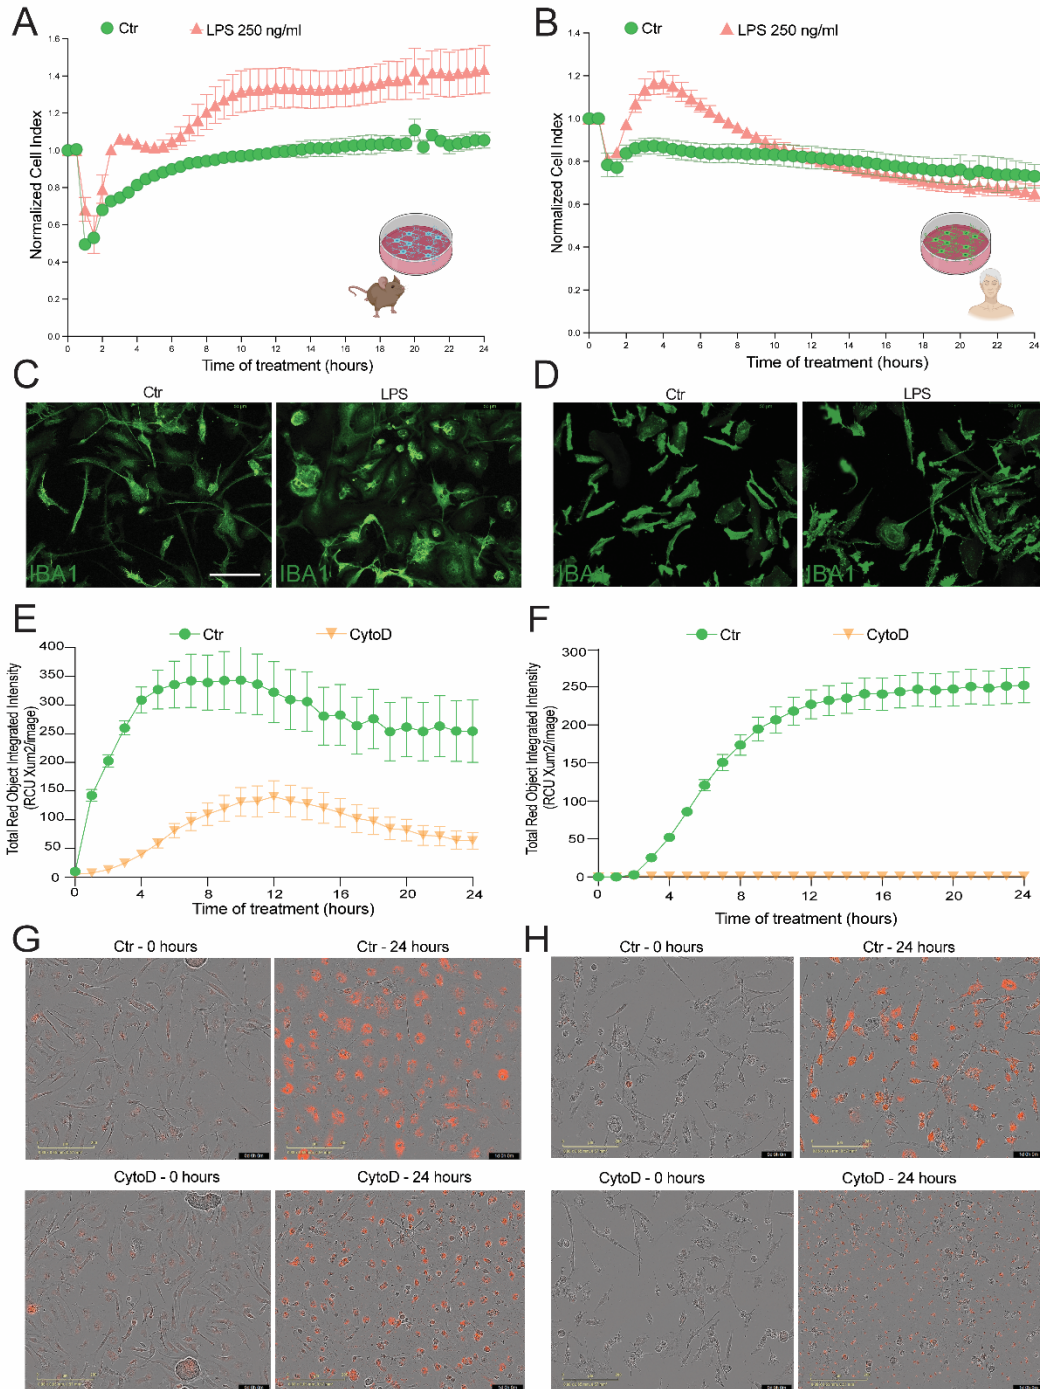 A
Ctr
LPS 250 ng/ml
Normalized Cell Index
1.6
1.4
1.2
1.0
0.8
0.6
0.4
0.2
0.0
0 2 4 6 8 10 12 14 16 18 20 22 24
Time of treatment (hours)
B
Ctr
LPS 250 ng/ml
Normalized Cell Index
1.4
1.2
1.0
0.8
0.6
0.4
0.2
0.0
0 2 4 6 8 10 12 14 16 18 20 22 24
Time of treatment (hours)
C
Ctr
LPS
IBA1
IBA1
D
Ctr
LPS
IBA1
IBA1
E
Ctr
CytoD
Total Red Object Integrated Intensity
(RCU Xum2/image)
400
350
300
250
200
150
100
50
0
0 4 8 12 16 20 24
Time of treatment (hours)
F
Ctr
CytoD
Total Red Object Integrated Intensity
(RCU Xum2/image)
300
250
200
150
100
50
0
0 4 8 12 16 20 24
Time of treatment (hours)
G
Ctr - 0 hours
Ctr - 24 hours
CytoD - 0 hours
CytoD - 24 hours
H
Ctr - 0 hours
Ctr - 24 hours
CytoD - 0 hours
CytoD - 24 hours